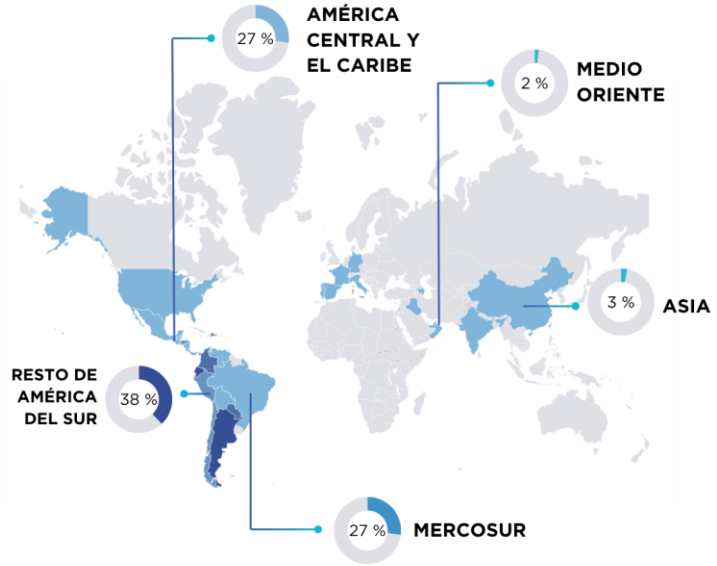 27 %
AMÉRICA
CENTRAL Y
EL CARIBE
2 %
MEDIO
ORIENTE
3 %
ASIA
RESTO DE
AMÉRICA
DEL SUR
38 %
27 %
MERCOSUR